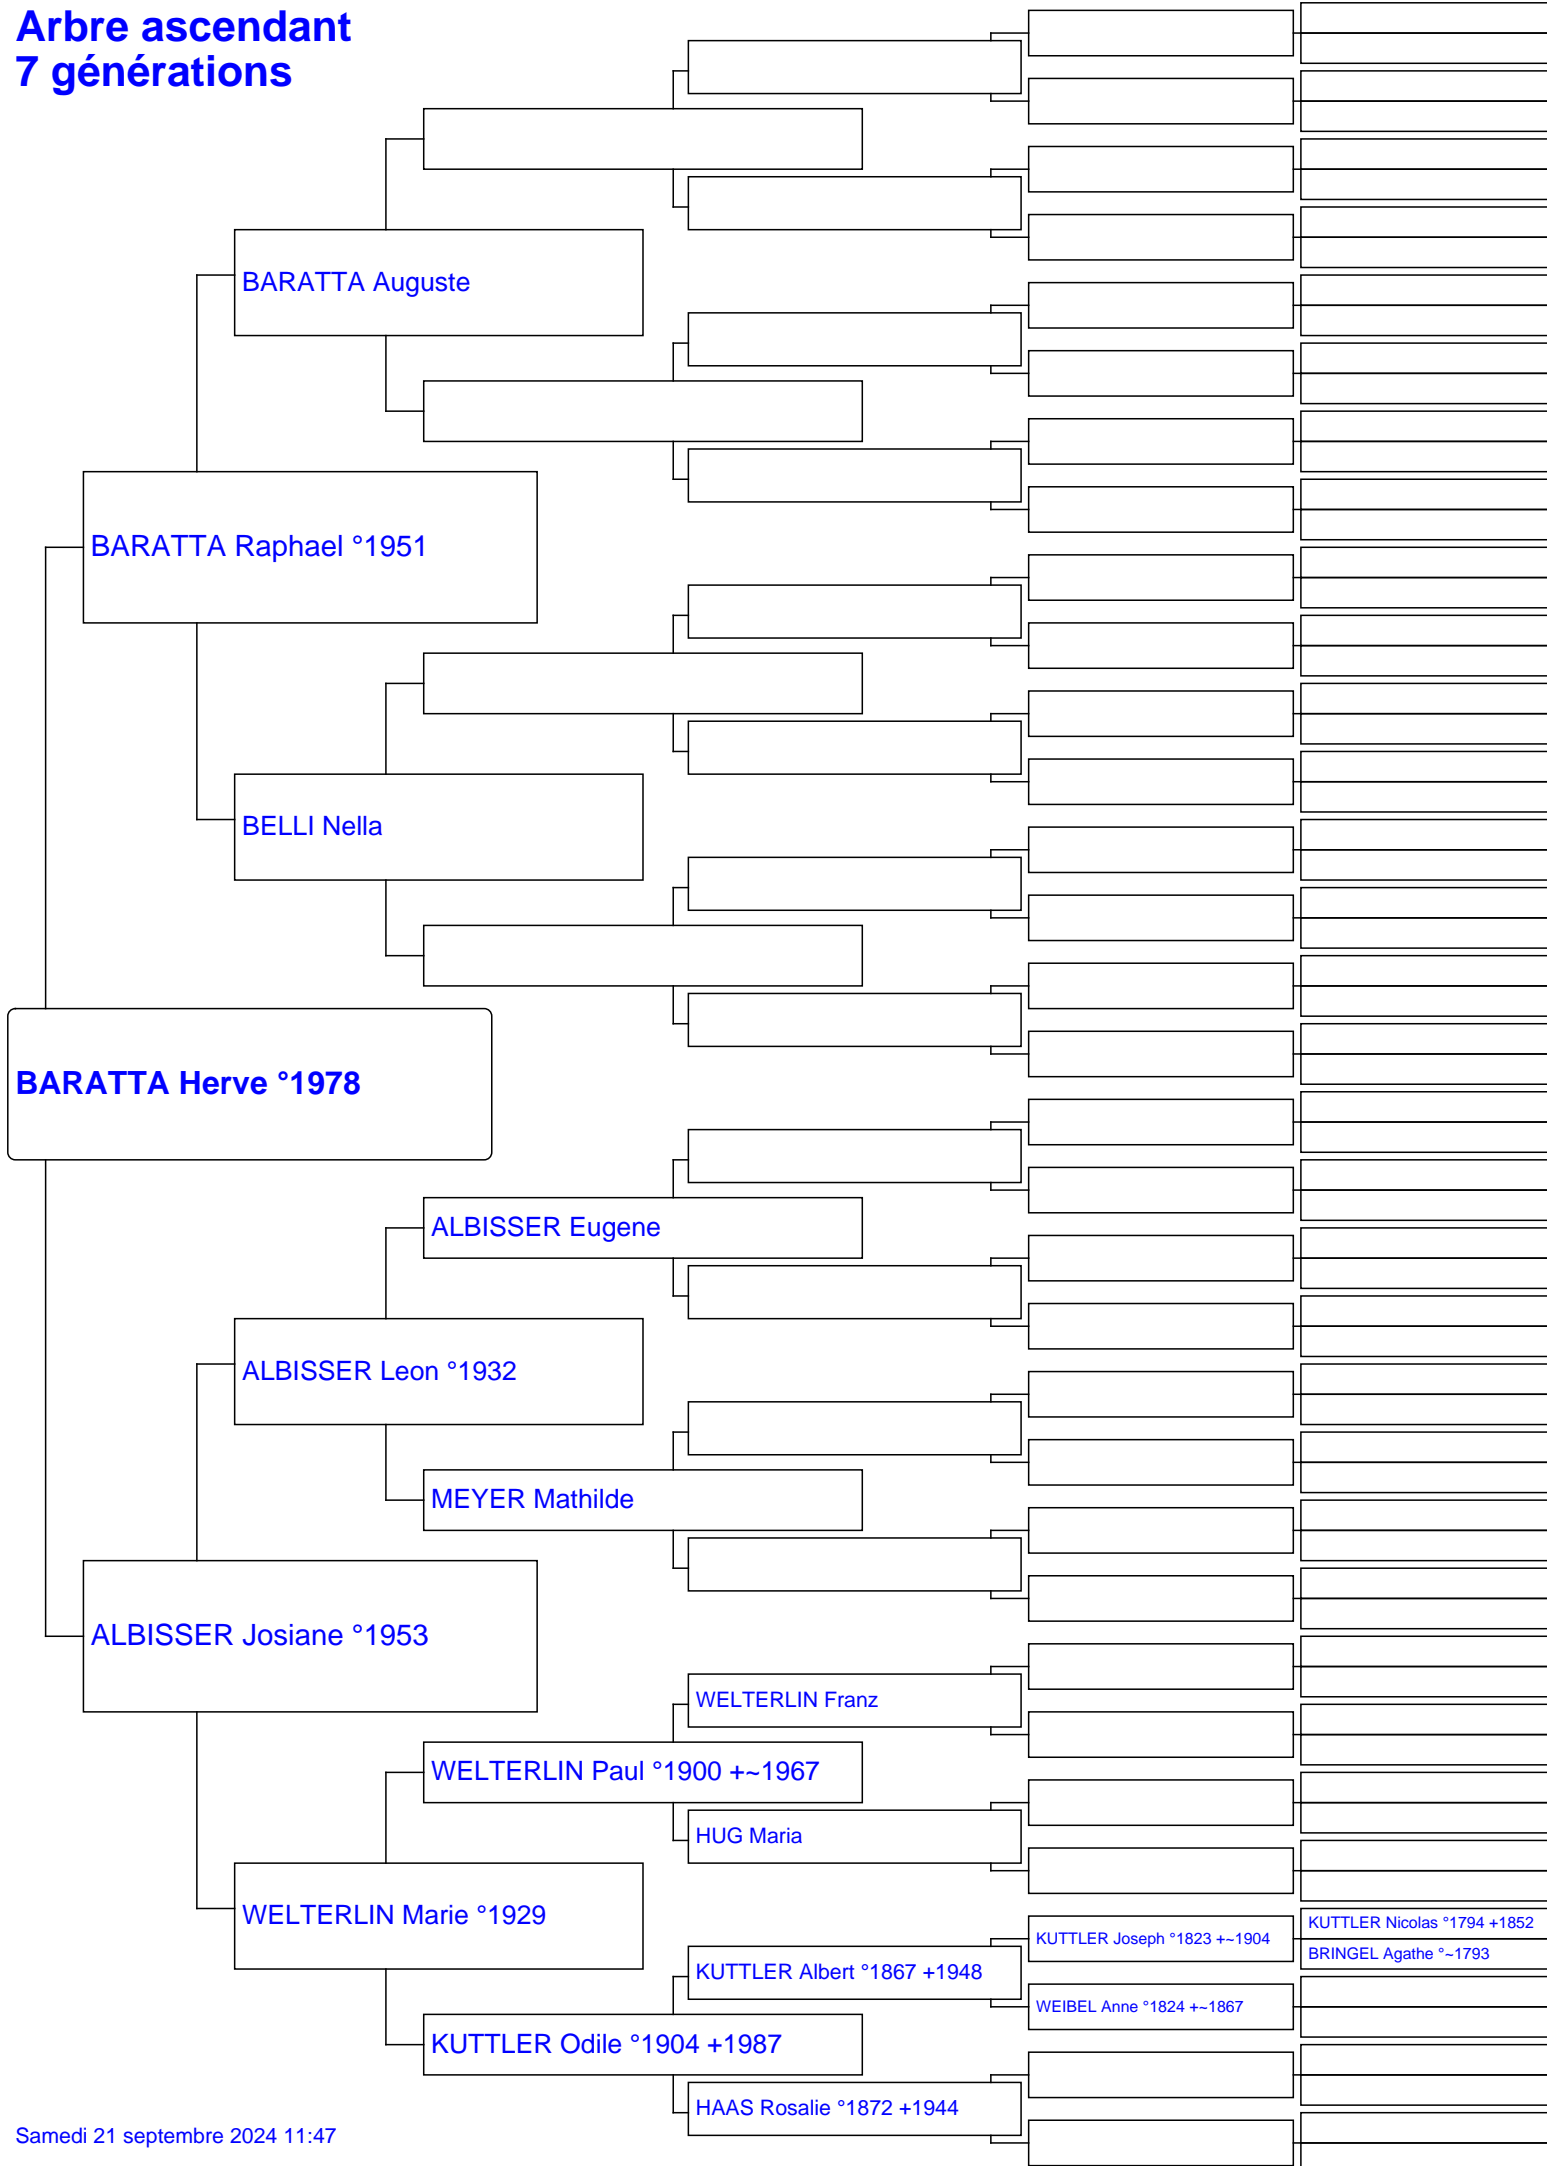 Arbre ascendant
7 générations
BARATTA Auguste
BARATTA Raphael °1951
BELLI Nella
BARATTA Herve °1978
ALBISSER Eugene
ALBISSER Leon °1932
MEYER Mathilde
ALBISSER Josiane °1953
WELTERLIN Franz
WELTERLIN Paul °1900 +~1967
HUG Maria
WELTERLIN Marie °1929
KUTTLER Nicolas °1794 +1852
KUTTLER Joseph °1823 +~1904
BRINGEL Agathe °~1793
KUTTLER Albert °1867 +1948
WEIBEL Anne °1824 +~1867
KUTTLER Odile °1904 +1987
HAAS Rosalie °1872 +1944
Samedi 21 septembre 2024 11:47